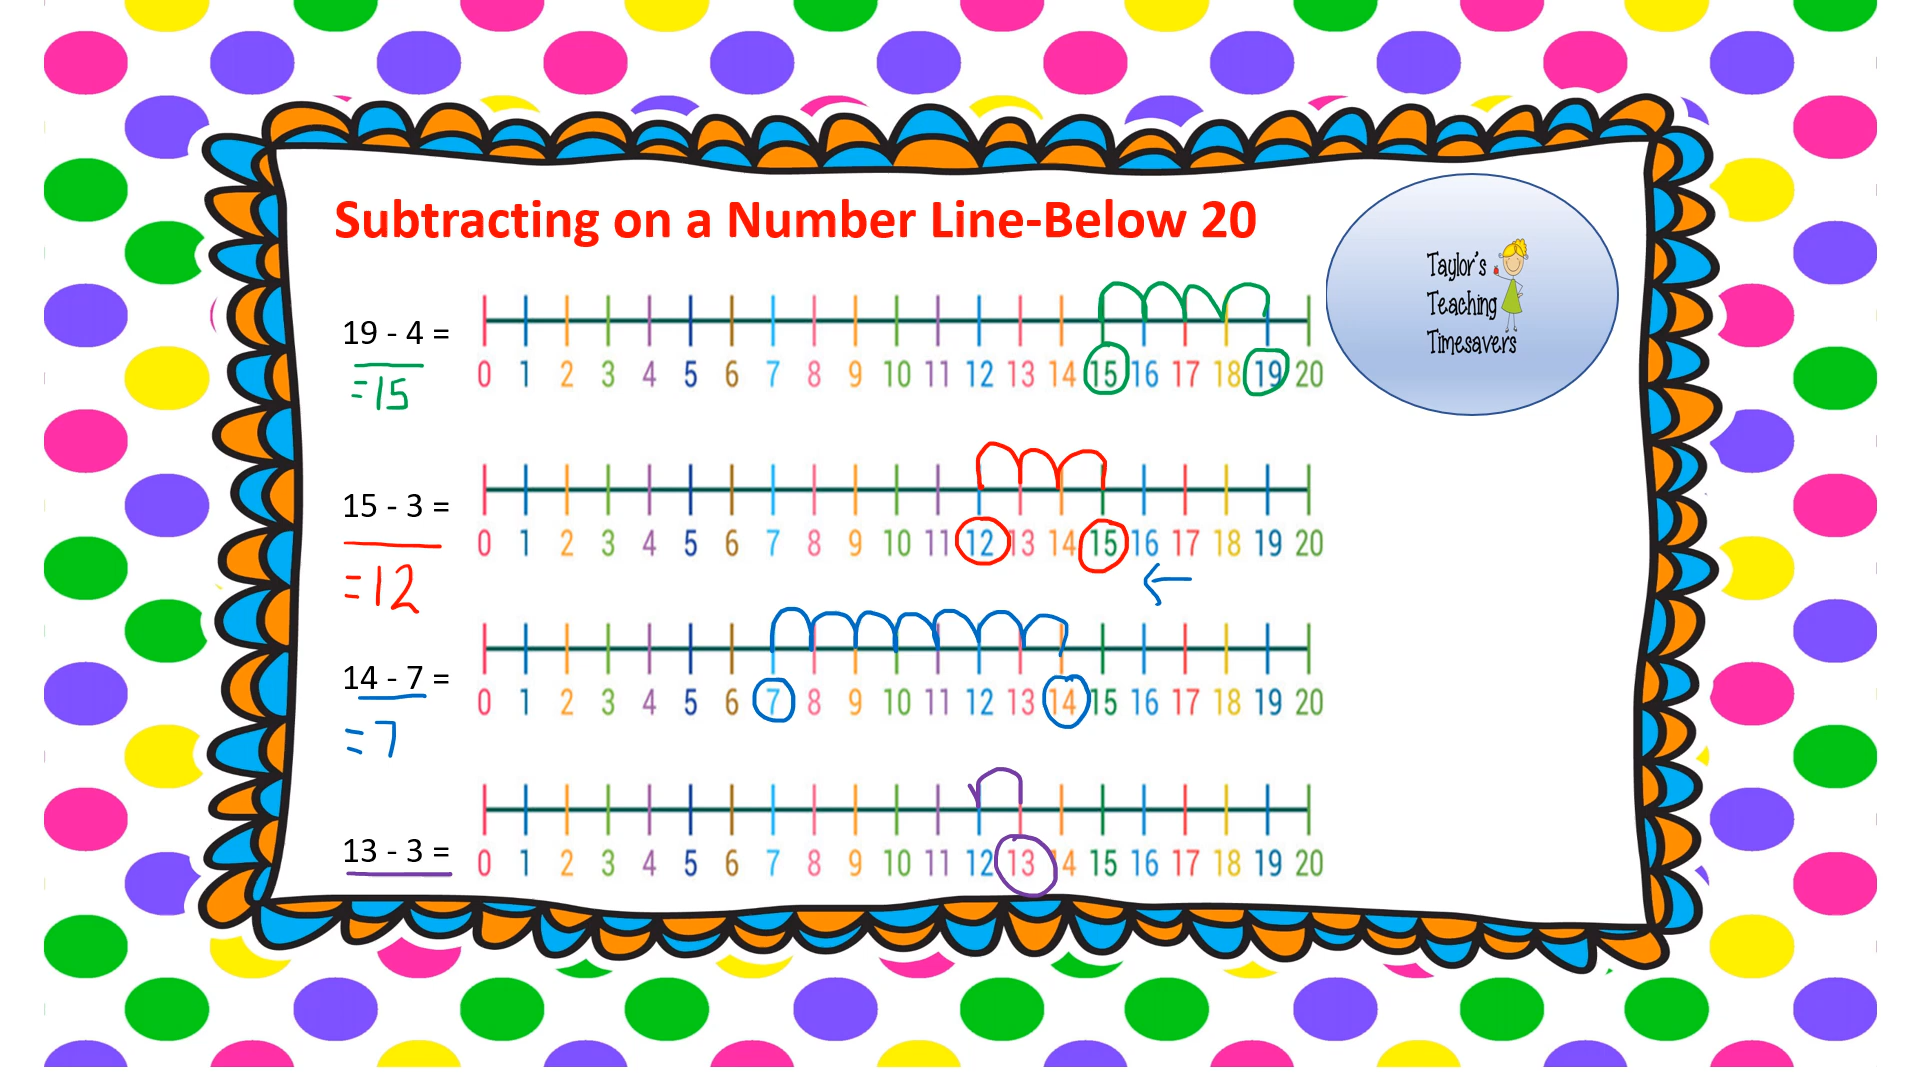 Subtracting on a Number Line-Below 20
Taylor's
Teaching
Timesavers
19 - 4 =
=15
0 1 2 3 4 5 6 7 8 9 10 11 12 13 14 15 16 17 18 19 20
15 - 3 =
=12
0 1 2 3 4 5 6 7 8 9 10 11 12 13 14 15 16 17 18 19 20
14 - 7 =
=7
0 1 2 3 4 5 6 7 8 9 10 11 12 13 14 15 16 17 18 19 20
13 - 3 =
0 1 2 3 4 5 6 7 8 9 10 11 12 13 14 15 16 17 18 19 20